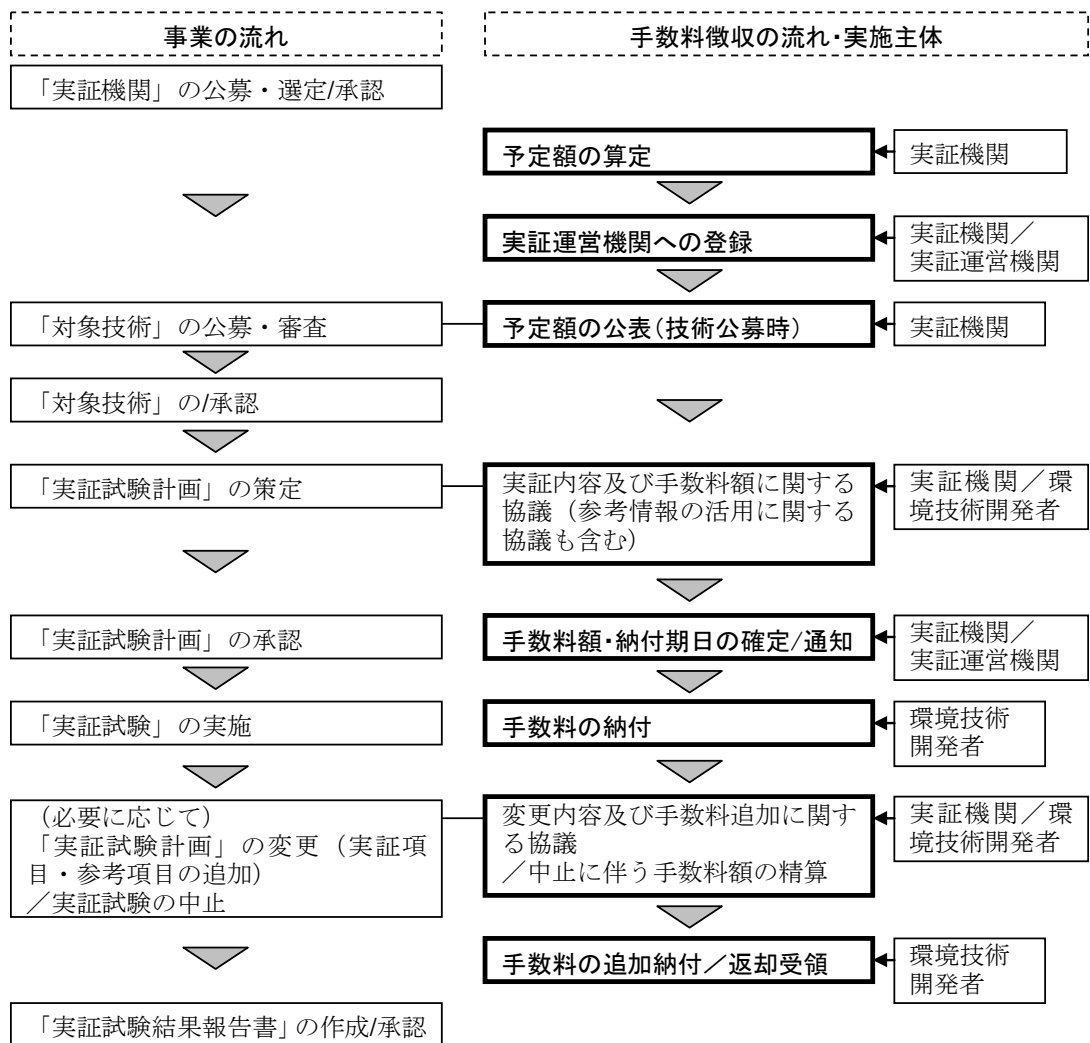 事業の流れ
手数料徴収の流れ・実施主体
「実証機関」の公募・選定/承認
予定額の算定
実証機関
実証運営機関への登録
実証機関／
実証運営機関
「対象技術」の公募・審査
予定額の公表（技術公募時）
実証機関
「対象技術」の/承認
「実証試験計画」の策定
実証内容及び手数料額に関する
協議（参考情報の活用に関する
協議も含む）
実証機関／環
境技術開発者
「実証試験計画」の承認
手数料額・納付期日の確定/通知
実証機関／
実証運営機関
「実証試験」の実施
手数料の納付
環境技術
開発者
（必要に応じて）
「実証試験計画」の変更（実証項
目・参考項目の追加）
／実証試験の中止
変更内容及び手数料追加に関す
る協議
／中止に伴う手数料額の精算
実証機関／環
境技術開発者
手数料の追加納付／返却受領
環境技術
開発者
「実証試験結果報告書」の作成/承認